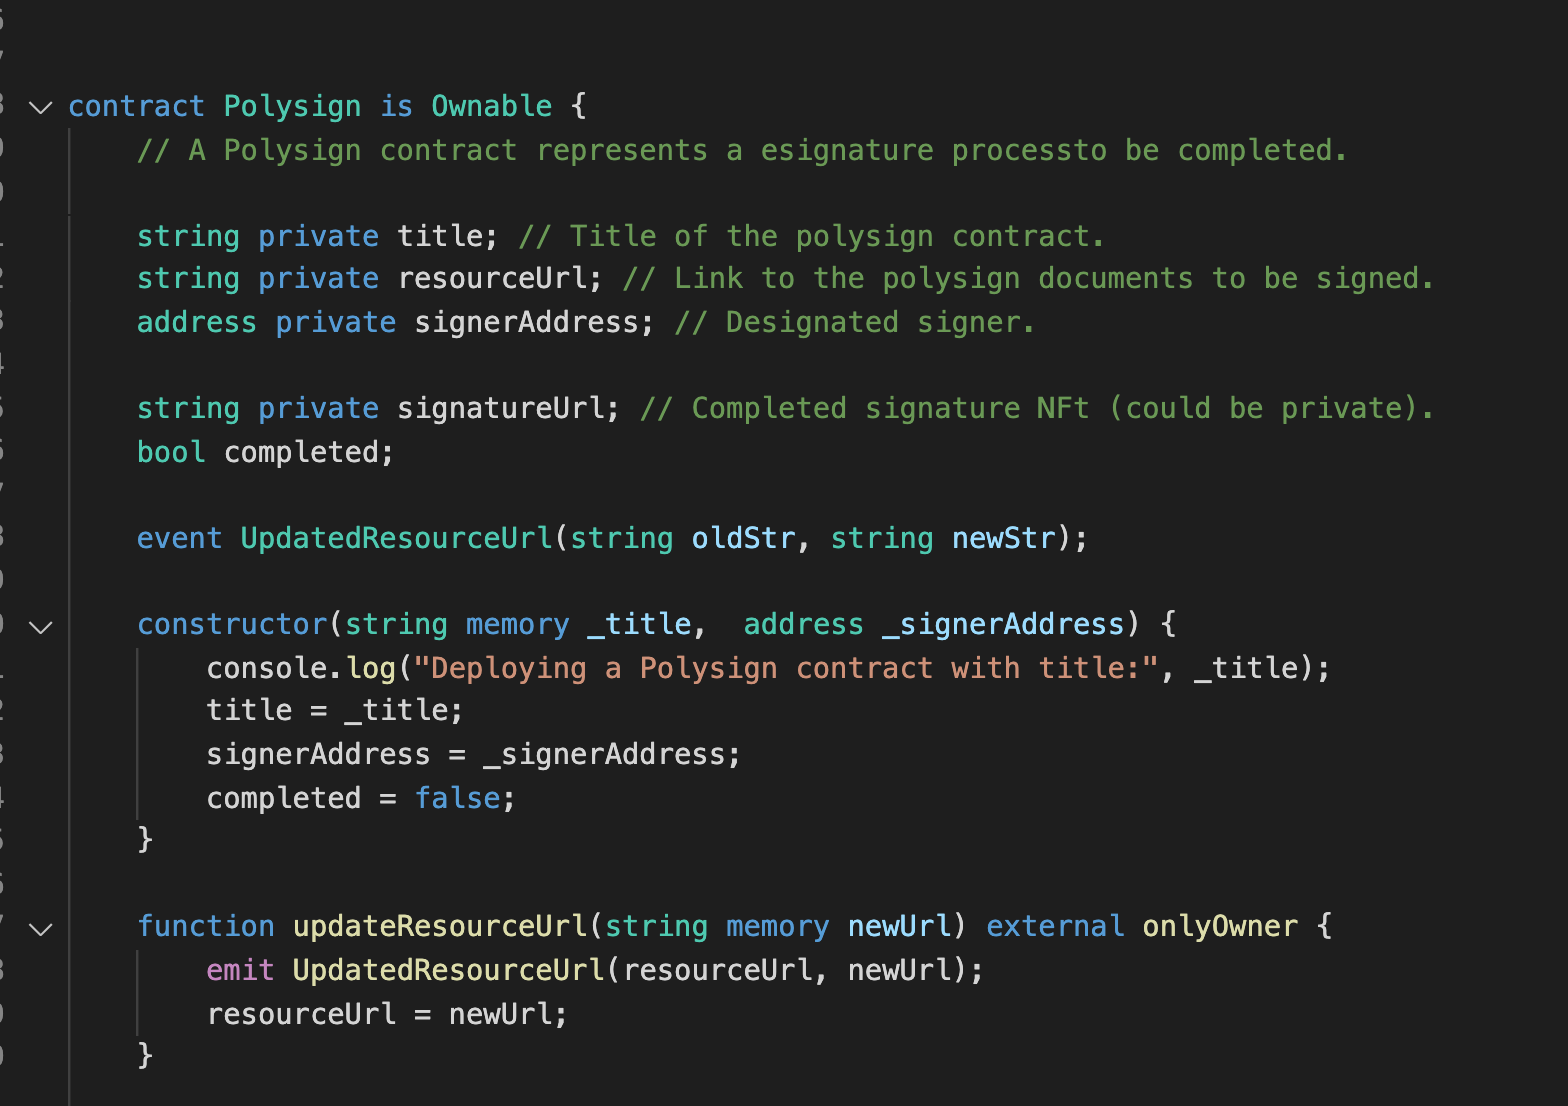 contract Polysign is Ownable {
// A Polysign contract represents a esignature processto be completed.
string private title; // Title of the polysign contract.
string private resourceUrl; // Link to the polysign documents to be signed.
address private signerAddress; // Designated signer.
string private signatureUrl; // Completed signature NFt (could be private).
bool completed;
event UpdatedResourceUrl(string oldStr, string newStr);
constructor(string memory _title,  address _signerAddress) {
console.log("Deploying a Polysign contract with title:", _title);
title = _title;
signerAddress = _signerAddress;
completed = false;
}
function updateResourceUrl(string memory newUrl) external onlyOwner {
emit UpdatedResourceUrl(resourceUrl, newUrl);
resourceUrl = newUrl;
}